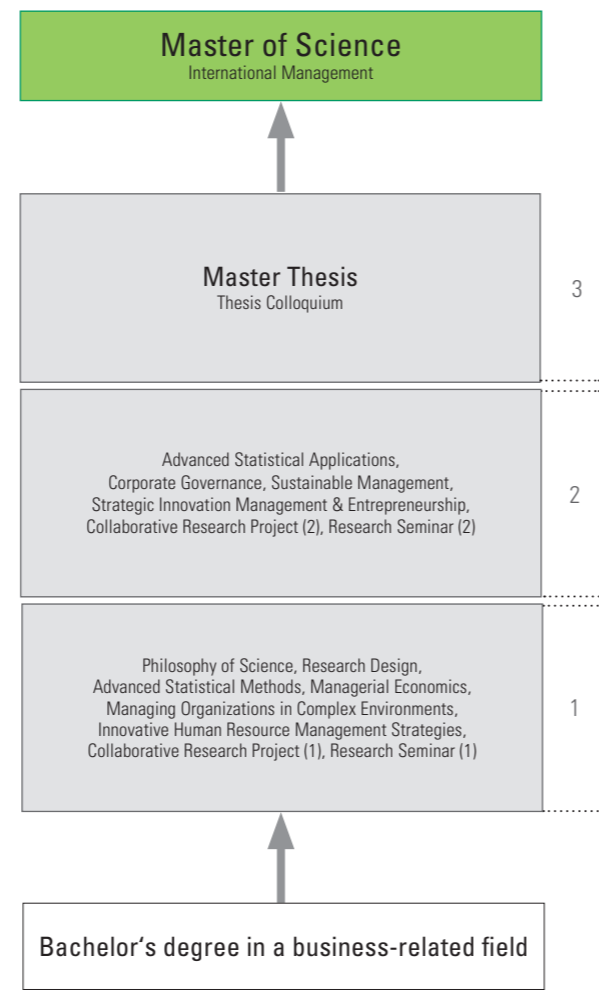 Master of Science
International Management
Master Thesis
Thesis Colloquium
3
Advanced Statistical Applications,
Corporate Governance, Sustainable Management,
Strategic Innovation Management & Entrepreneurship,
Collaborative Research Project (2), Research Seminar (2)
2
Philosophy of Science, Research Design,
Advanced Statistical Methods, Managerial Economics,
Managing Organizations in Complex Environments,
Innovative Human Resource Management Strategies,
Collaborative Research Project (1), Research Seminar (1)
1
Bachelor‘s degree in a business-related field